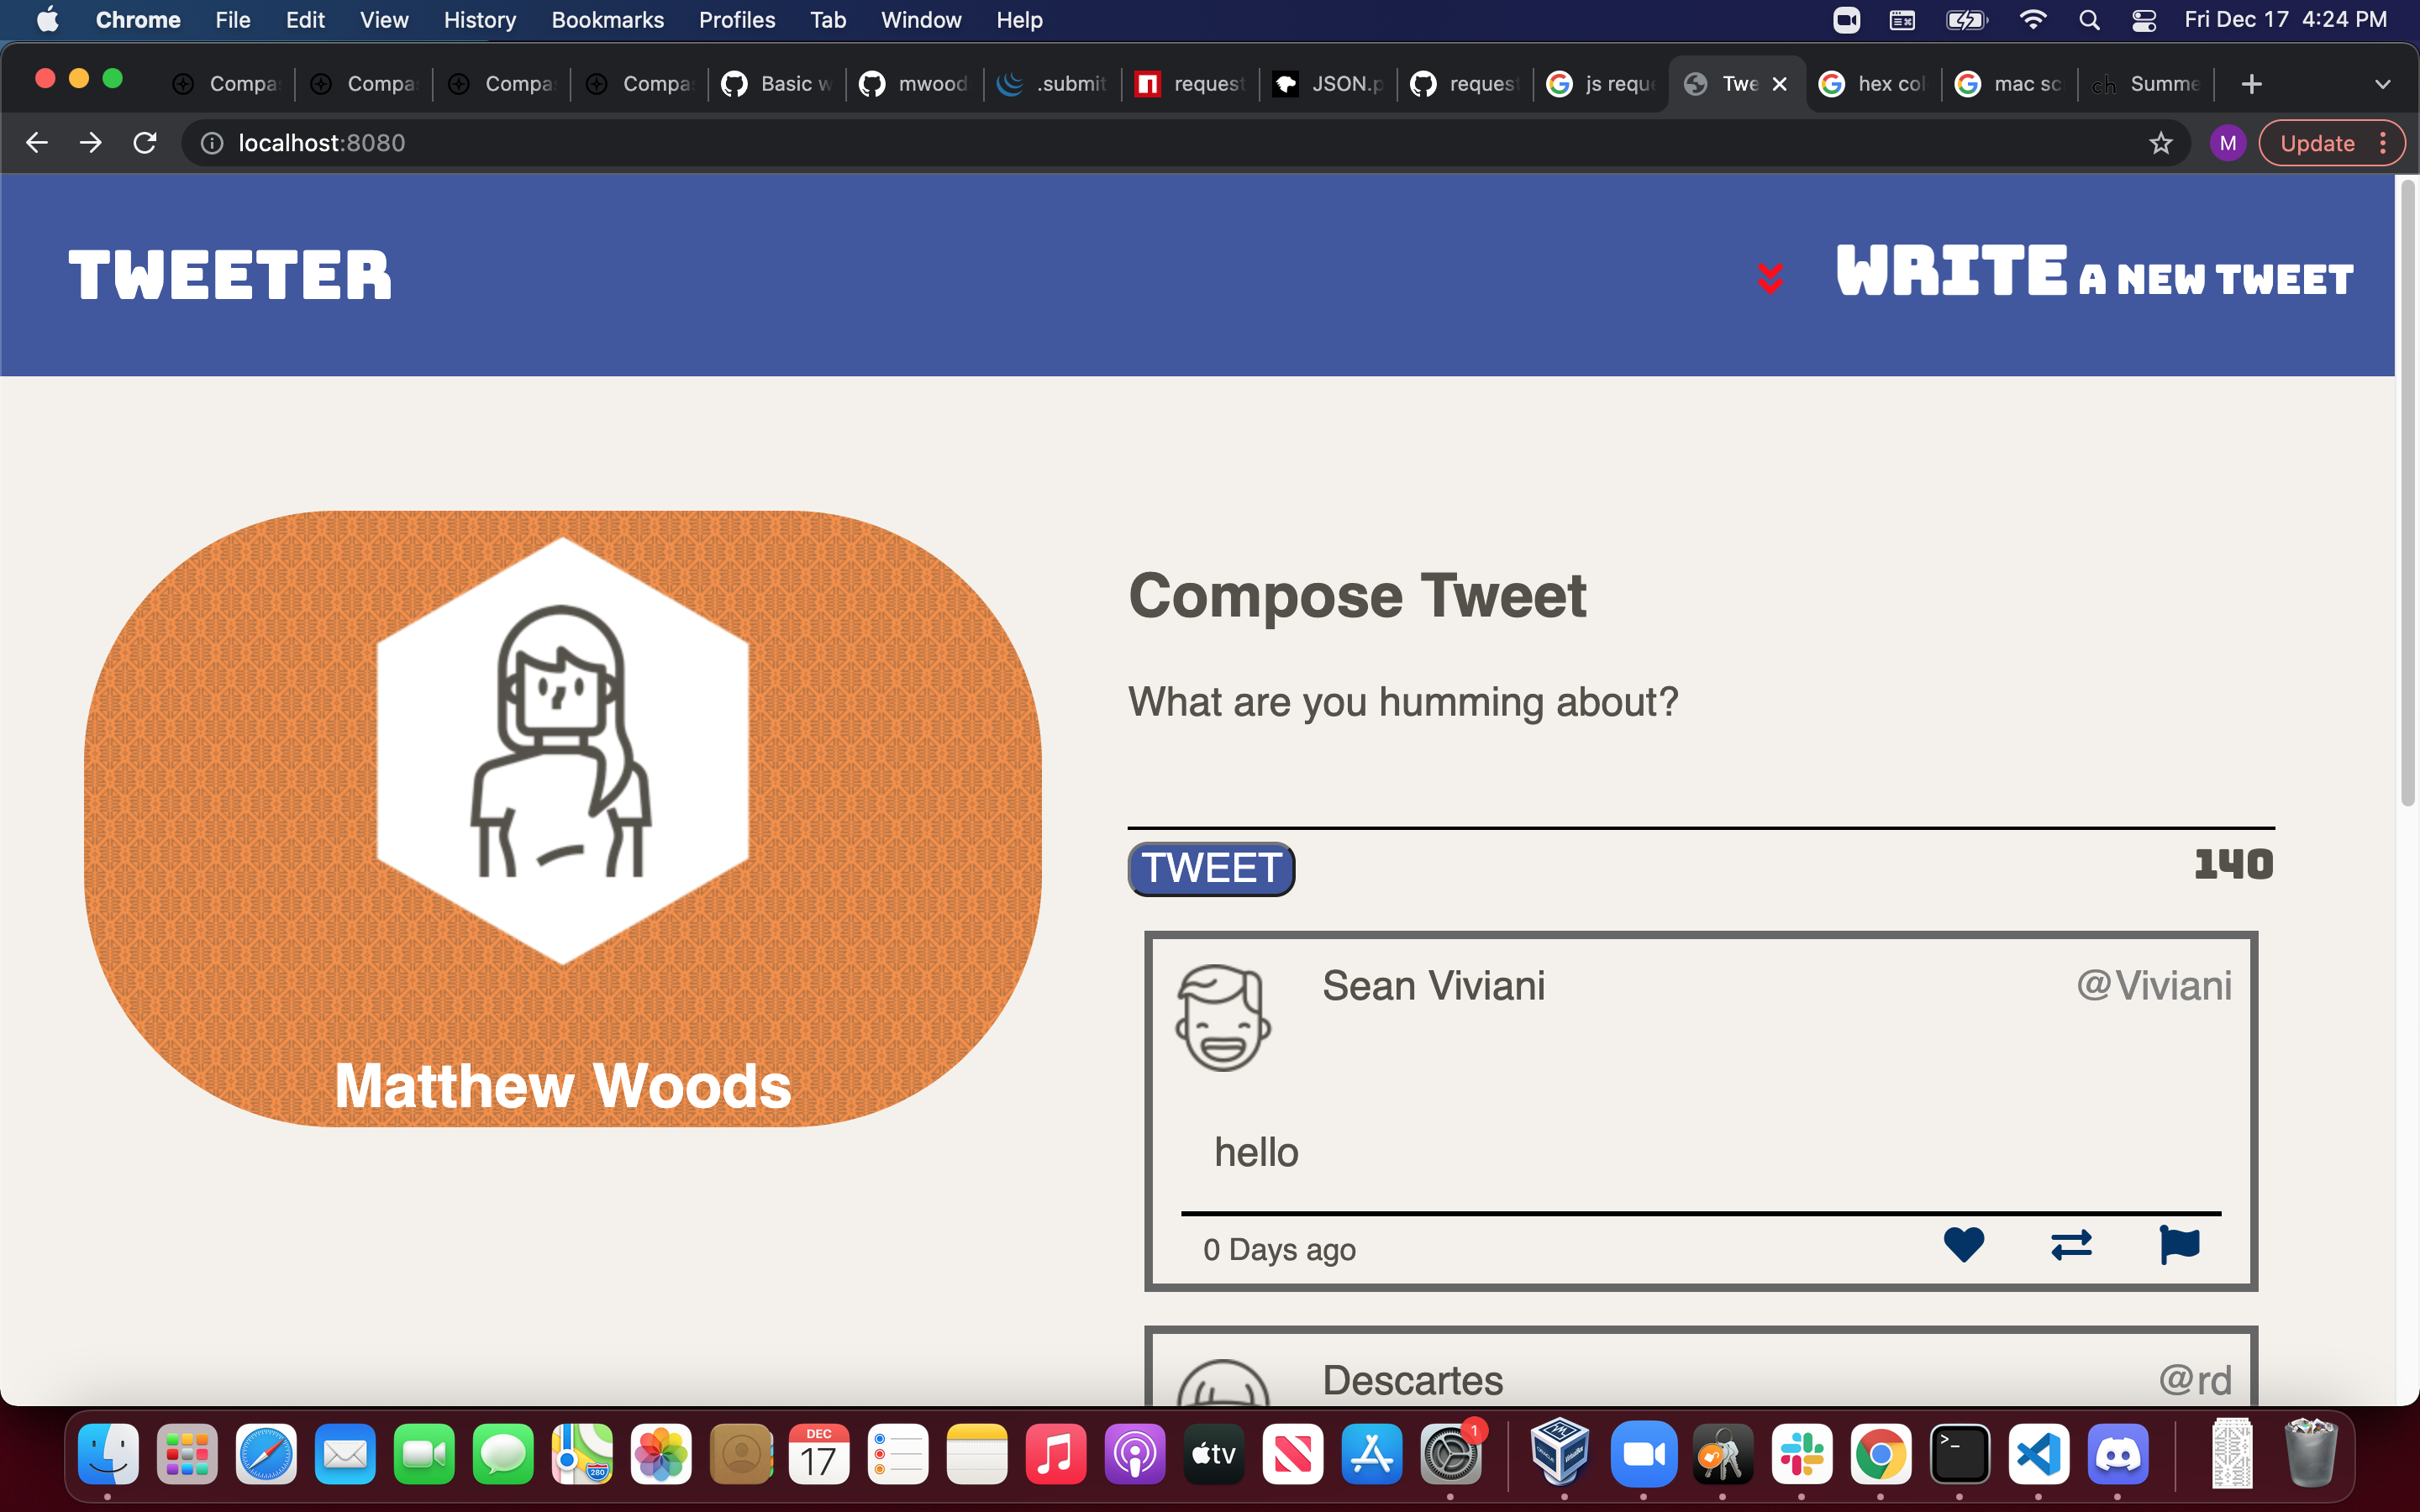 Chrome File Edit View History Bookmarks Profiles Tab Window Help Fri Dec 17 4:24 PM
Compa Compa Compa Compa Basic w mwood .submit request JSON.p request js requ Twe hex col mac sc ch Summe
localhost:8080 M Update
TWEETER
WRITE A NEW TWEET
Matthew Woods
Compose Tweet
What are you humming about?
TWEET 140
Sean Viviani @Viviani
hello
0 Days ago
Descartes @rd
DEC
17
tv
1
280